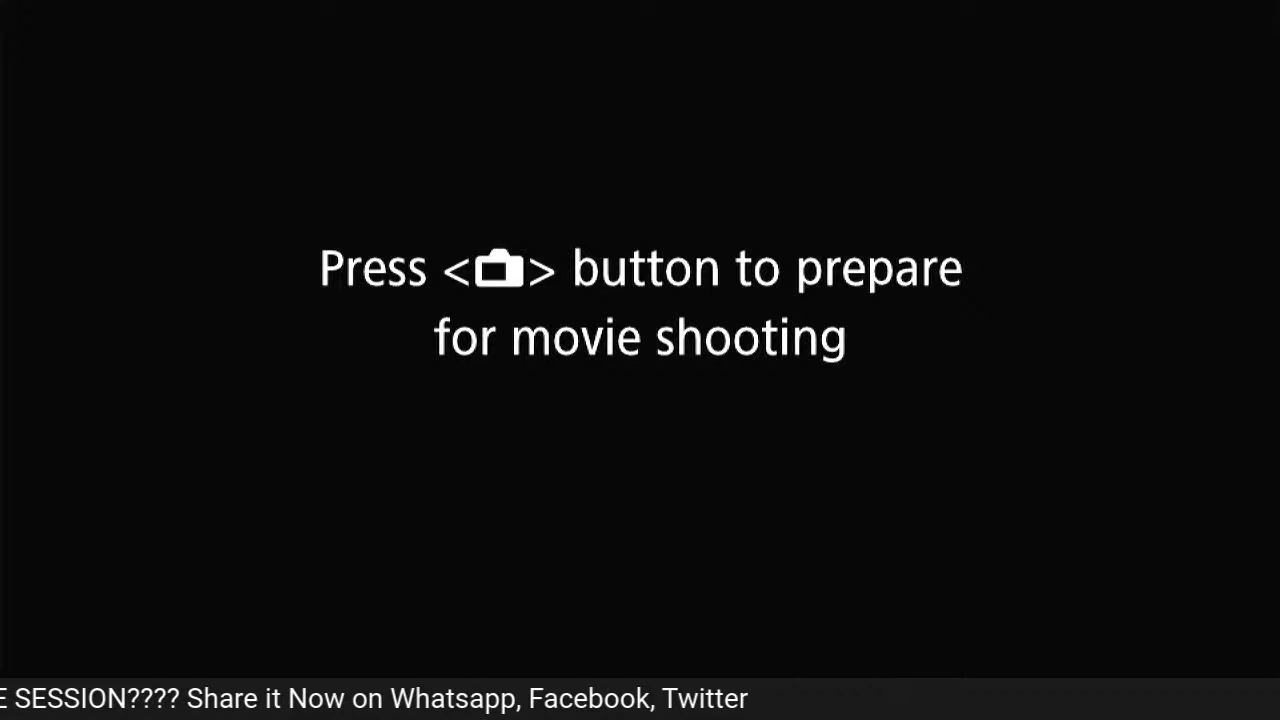 Press <📷> button to prepare
for movie shooting
E SESSION???? Share it Now on Whatsapp, Facebook, Twitter